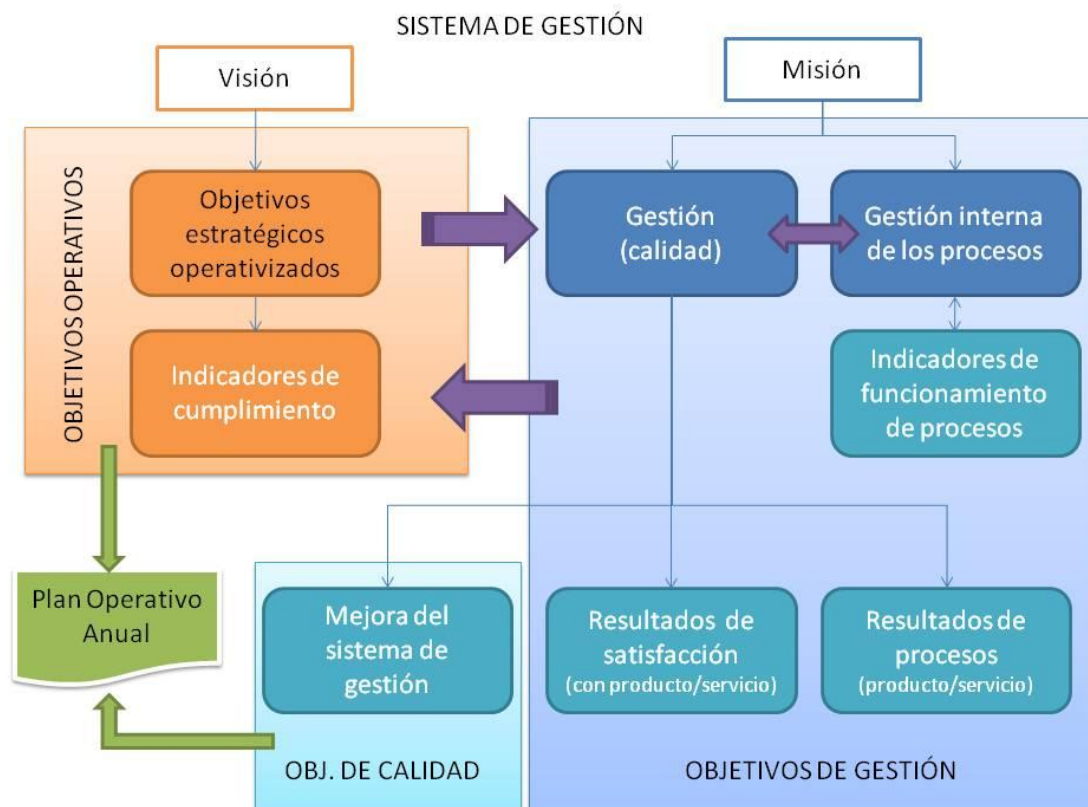 SISTEMA DE GESTIÓN
Visión
Misión
OBJETIVOS OPERATIVOS
Objetivos
estratégicos
operativizados
Gestión
(calidad)
Gestión interna
de los procesos
Indicadores de
cumplimiento
Indicadores de
funcionamiento
de procesos
Plan Operativo
Anual
Mejora del
sistema de
gestión
Resultados de
satisfacción
(con producto/servicio)
Resultados de
procesos
(producto/servicio)
OBJ. DE CALIDAD
OBJETIVOS DE GESTIÓN